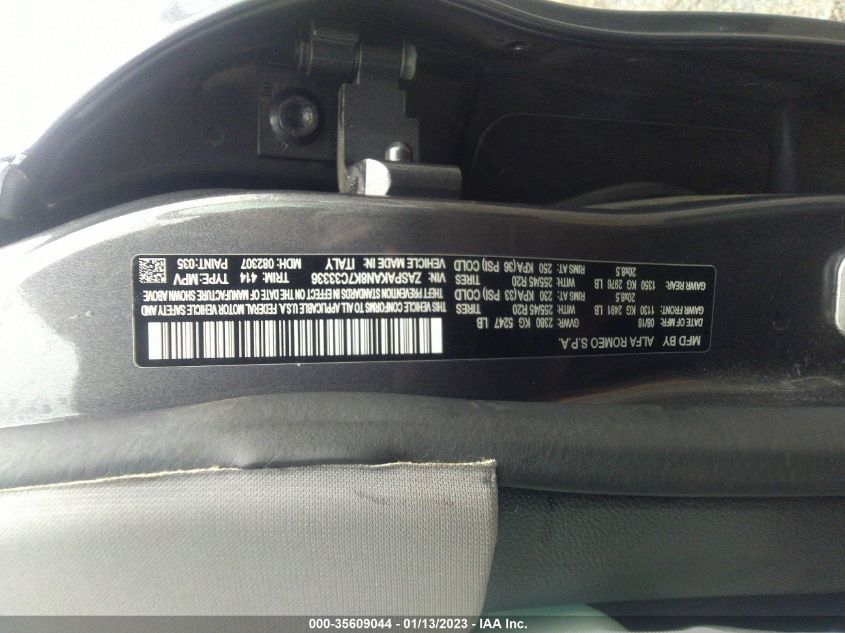 MFD BY ALFA ROMEO S.P.A.
DATE OF MFR: 08/18 GVWR: 2380 KG 5247 LB
GAWR FRONT: 1130 KG 2491 LB WITH: 255/45 R20 TIRES
20x8.5 RIMS AT: 230 KPA(33 PSI) COLD
GAWR REAR: 1350 KG 2976 LB WITH: 255/45 R20 TIRES
20x8.5 RIMS AT: 250 KPA(36 PSI) COLD
THIS VEHICLE CONFORMS TO ALL APPLICABLE U.S.A. FEDERAL MOTOR VEHICLE SAFETY AND
THEFT PREVENTION STANDARDS IN EFFECT ON THE DATE OF MANUFACTURE SHOWN ABOVE
VIN: ZASPAKAN8K7C33336 TYPE: MPV
TRIM: 414
VEHICLE MADE IN: ITALY MDH: 082307 PAINT:035
000-35609044 - 01/13/2023 - IAA Inc.